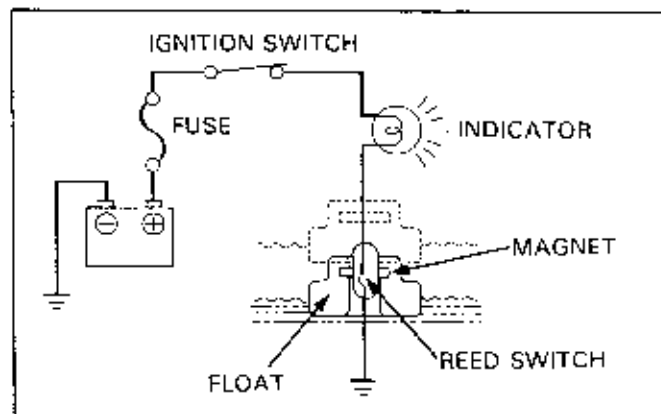 IGNITION SWITCH
FUSE
INDICATOR
⊖ ⊕
MAGNET
REED SWITCH
FLOAT